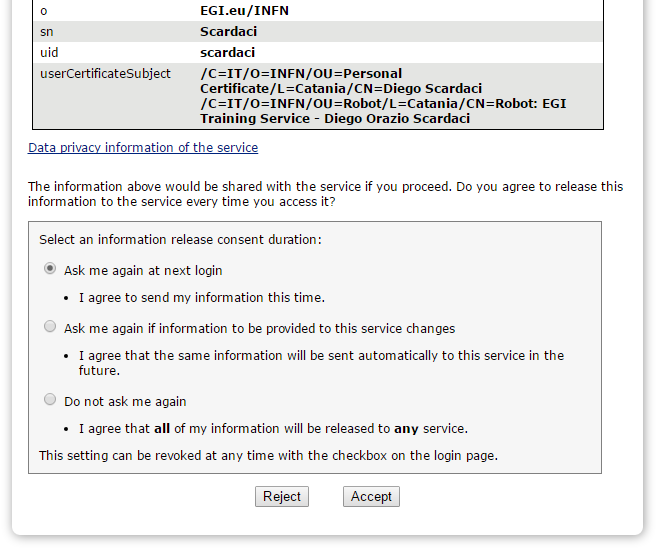 o EGI.eu/INFN
sn Scardaci
uid scardaci
userCertificateSubject /C=IT/O=INFN/OU=Personal
Certificate/L=Catania/CN=Diego Scardaci
/C=IT/O=INFN/OU=Robot/L=Catania/CN=Robot: EGI
Training Service - Diego Orazio Scardaci
Data privacy information of the service
The information above would be shared with the service if you proceed. Do you agree to release this
information to the service every time you access it?
Select an information release consent duration:
Ask me again at next login
• I agree to send my information this time.
Ask me again if information to be provided to this service changes
• I agree that the same information will be sent automatically to this service in the
future.
Do not ask me again
• I agree that all of my information will be released to any service.
This setting can be revoked at any time with the checkbox on the login page.
Reject Accept